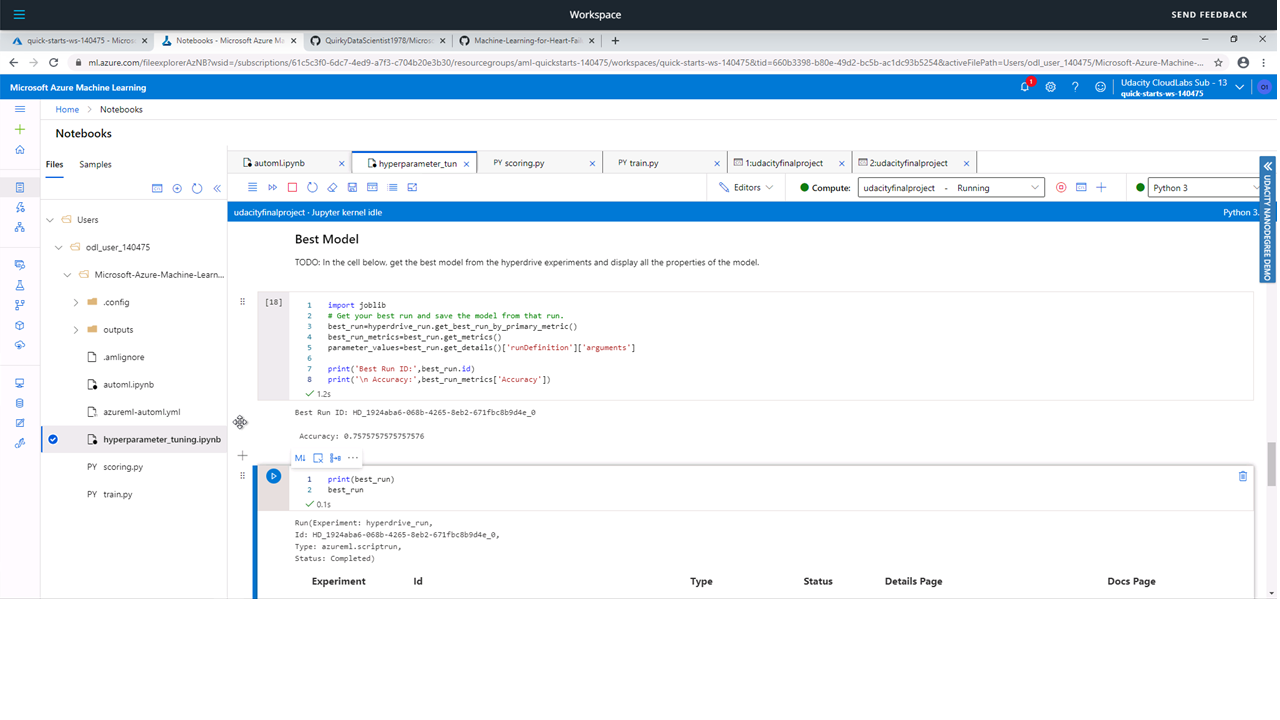 Workspace
SEND FEEDBACK
quick-starts-ws-140475 - Micros
Notebooks - Microsoft Azure Ma
QuirkyDataScientist1978/Microso
Machine-Learning-for-Heart-Fail
ml.azure.com/fileexplorerAzNB?wsid=/subscriptions/61c5c3f0-6dc7-4ed9-a7f3-c704b20e3b30/resourcegroups/aml-quickstarts-140475/workspaces/quick-starts-ws-140475&tid=660b3398-b80e-49d2-bc5b-ac1dc93b5254&activeFilePath=Users/odl_user_140475/Microsoft-Azure-Machine-...
Microsoft Azure Machine Learning
1
Udacity CloudLabs Sub - 13
quick-starts-ws-140475
O1
Home > Notebooks
Notebooks
Files
Samples
automl.ipynb
hyperparameter_tun
PY scoring.py
PY train.py
1:udacityfinalproject
2:udacityfinalproject
Editors
Compute:
udacityfinalproject - Running
Python 3
udacityfinalproject · Jupyter kernel idle
Python 3.
UDACITY NANODEGREE DEMO
Users
odl_user_140475
Microsoft-Azure-Machine-Learn...
.config
outputs
.amlignore
automl.ipynb
azureml-automl.yml
hyperparameter_tuning.ipynb
PY scoring.py
PY train.py
Best Model
TODO: In the cell below, get the best model from the hyperdrive experiments and display all the properties of the model.
[18]
1 import joblib
2 # Get your best run and save the model from that run.
3 best_run=hyperdrive_run.get_best_run_by_primary_metric()
4 best_run_metrics=best_run.get_metrics()
5 parameter_values=best_run.get_details()['runDefinition']['arguments']
6
7 print('Best Run ID:',best_run.id)
8 print('\n Accuracy:',best_run_metrics['Accuracy'])
1.2s
Best Run ID: HD_1924aba6-068b-4265-8eb2-671fbc8b9d4e_0
Accuracy: 0.7575757575757576
M↓
1 print(best_run)
2 best_run
0.1s
Run(Experiment: hyperdrive_run,
Id: HD_1924aba6-068b-4265-8eb2-671fbc8b9d4e_0,
Type: azureml.scriptrun,
Status: Completed)
Experiment Id Type Status Details Page Docs Page